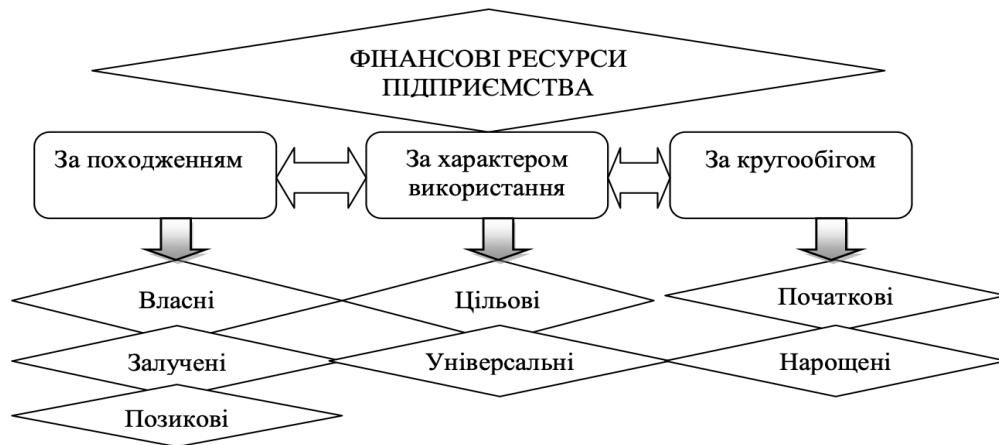 ФІНАНСОВІ РЕСУРСИ
ПІДПРИЄМСТВА
За походженням
За характером
використання
За кругообігом
Власні
Цільові
Початкові
Залучені
Універсальні
Нарощені
Позикові